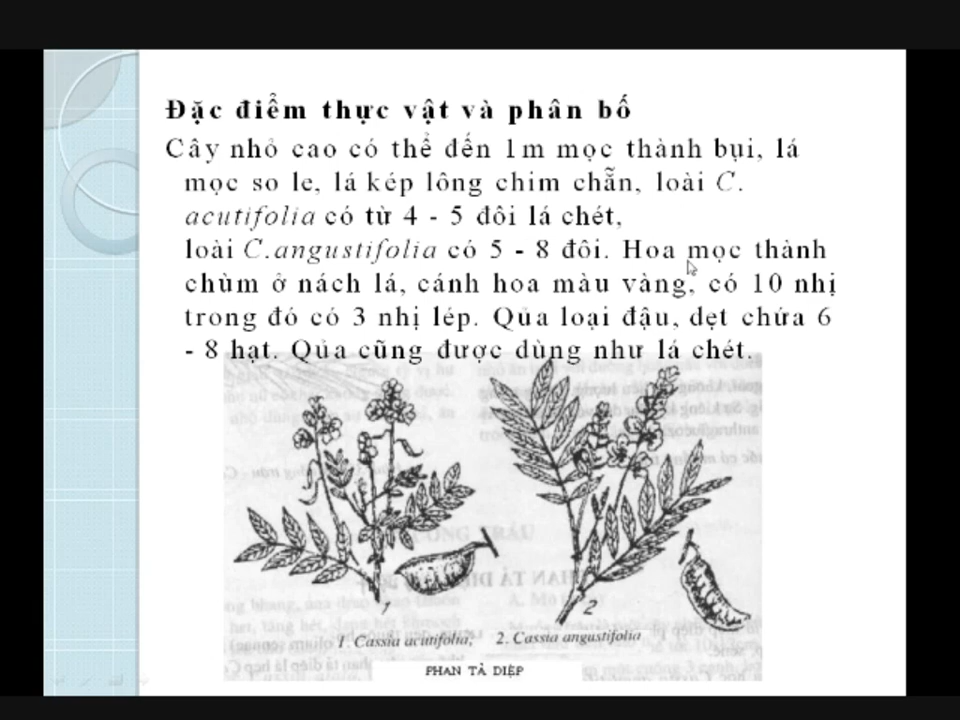 Đặc điểm thực vật và phân bố
Cây nhỏ cao có thể đến 1m mọc thành bụi, lá
mọc so le, lá kép lông chim chẵn, loài C.
acutifolia có từ 4 - 5 đôi lá chét,
loài C.angustifolia có 5 - 8 đôi. Hoa mọc thành
chùm ở nách lá, cánh hoa màu vàng, có 10 nhị
trong đó có 3 nhị lép. Qủa loại đậu, dẹt chứa 6
- 8 hạt. Qủa cũng được dùng như lá chét.
1
2
1. Cassia acutifolia; 2. Cassia angustifolia
PHAN TẢ DIỆP